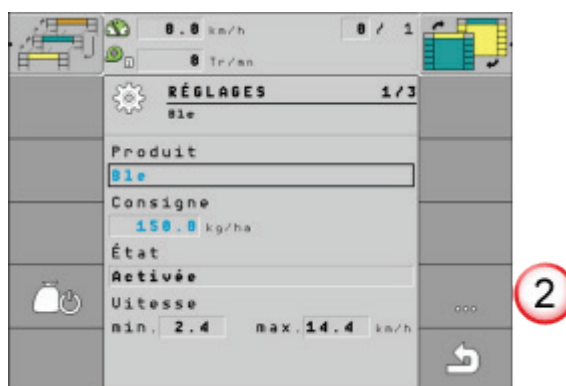 0.0 km/h 0 / 1
0 Tr/mn
RÉGLAGES 1/3
Ble
Produit
Ble
Consigne
150.0 kg/ha
État
Activée
Vitesse
min. 2.4 max. 14.4 km/h
...
2